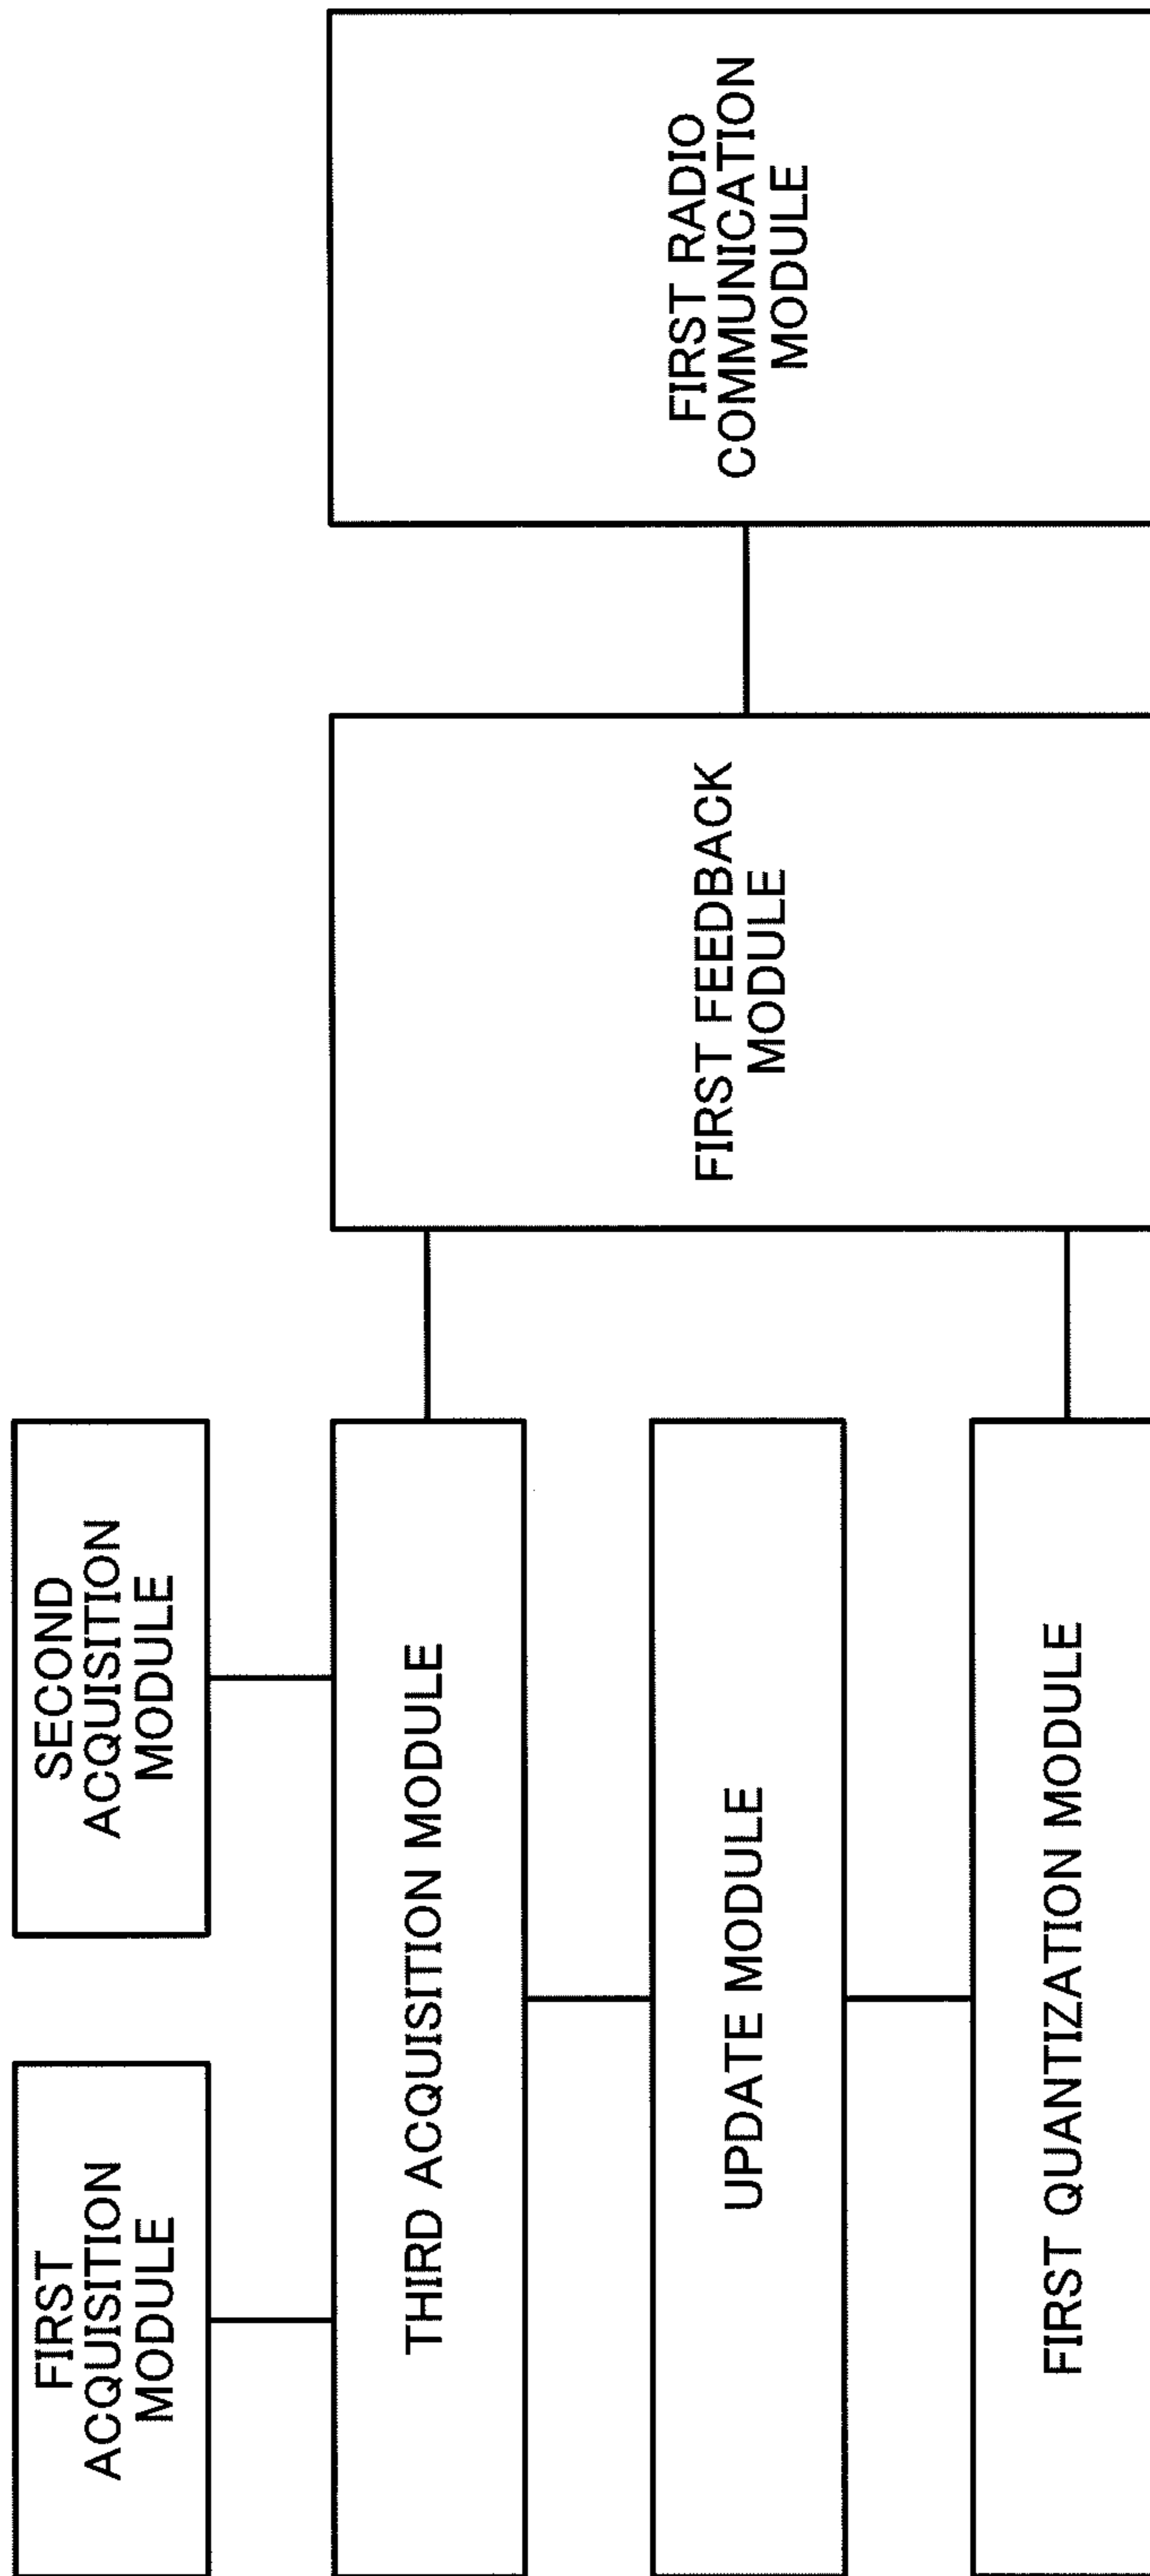 FIRST
ACQUISITION
MODULE
SECOND
ACQUISITION
MODULE
THIRD ACQUISITION MODULE
UPDATE MODULE
FIRST QUANTIZATION MODULE
FIRST FEEDBACK
MODULE
FIRST RADIO
COMMUNICATION
MODULE